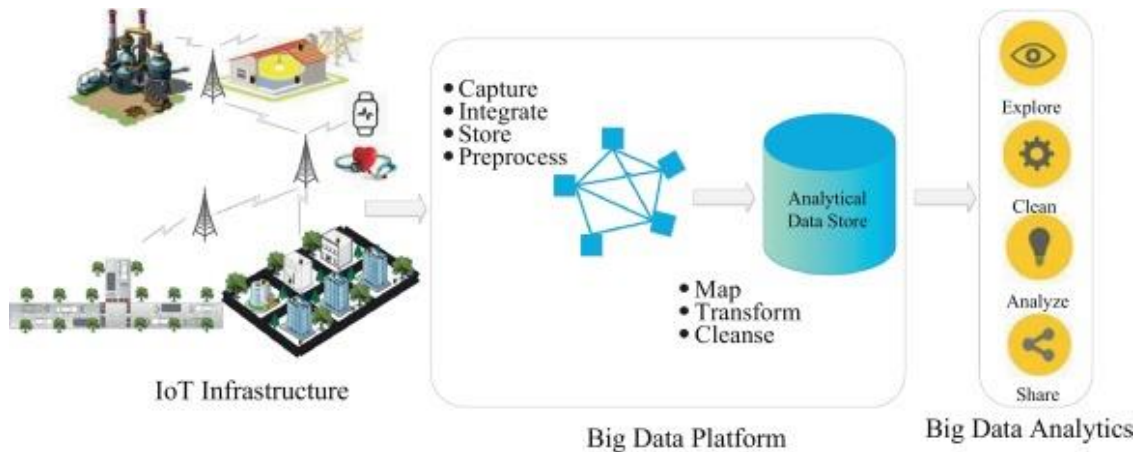 • Capture
• Integrate
• Store
• Preprocess
Analytical
Data Store
• Map
• Transform
• Cleanse
Explore
Clean
Analyze
Share
IoT Infrastructure
Big Data Platform
Big Data Analytics